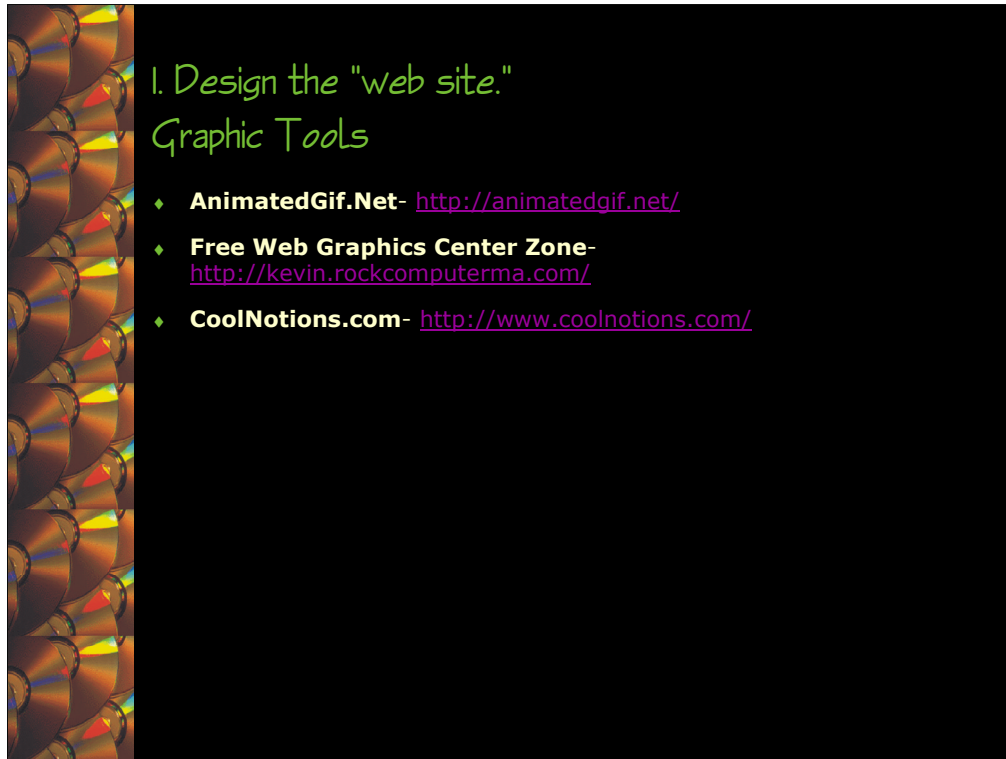 I. Design the "web site."
Graphic Tools
♦ AnimatedGif.Net- http://animatedgif.net/
♦ Free Web Graphics Center Zone-
http://kevin.rockcomputerma.com/
♦ CoolNotions.com- http://www.coolnotions.com/